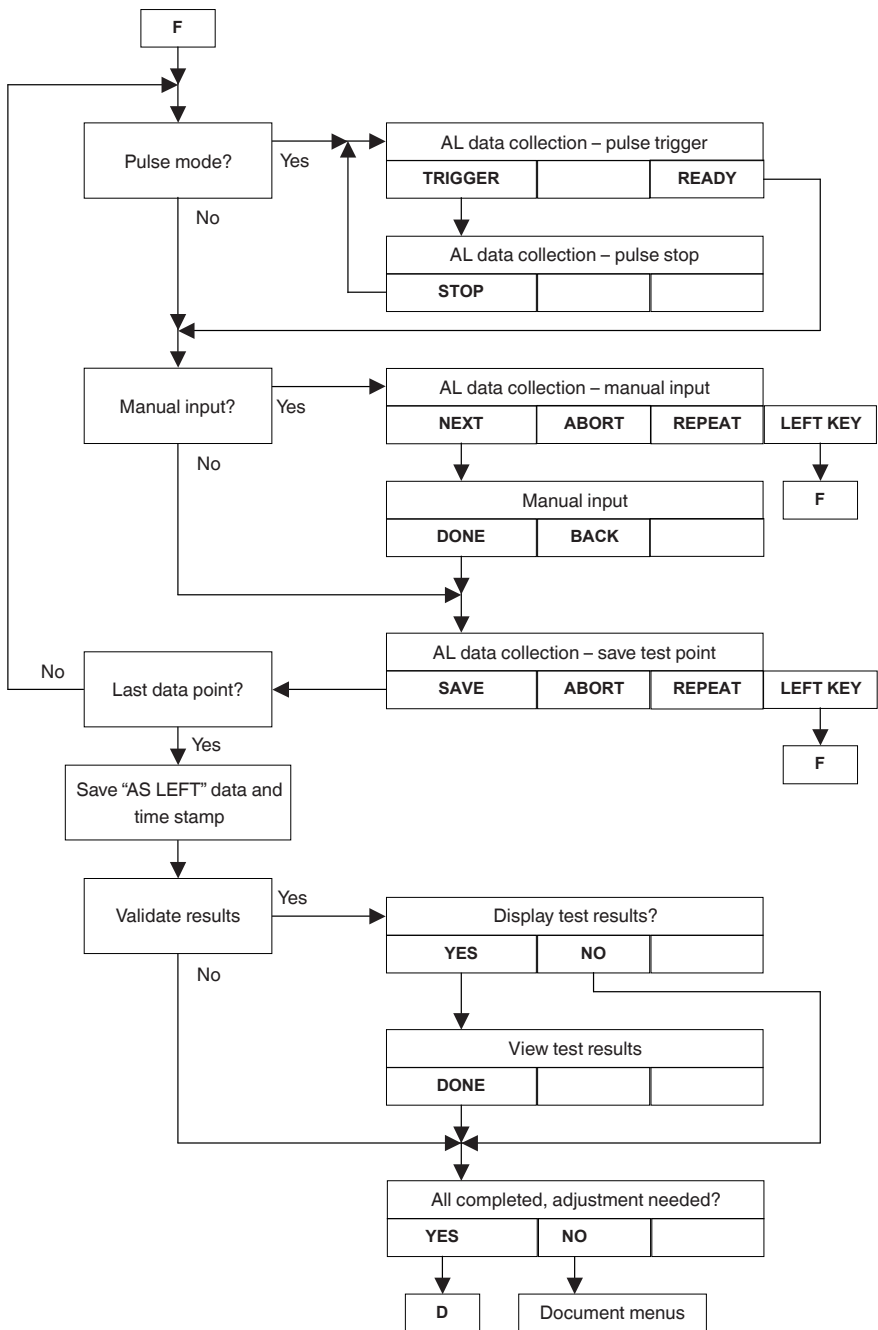 F
Pulse mode?
Yes
No
AL data collection – pulse trigger
TRIGGER
READY
AL data collection – pulse stop
STOP
Manual input?
Yes
No
AL data collection – manual input
NEXT
ABORT
REPEAT
LEFT KEY
F
Manual input
DONE
BACK
AL data collection – save test point
SAVE
ABORT
REPEAT
LEFT KEY
F
No
Last data point?
Yes
Save “AS LEFT” data and
time stamp
Validate results
Yes
No
Display test results?
YES
NO
View test results
DONE
All completed, adjustment needed?
YES
NO
D
Document menus